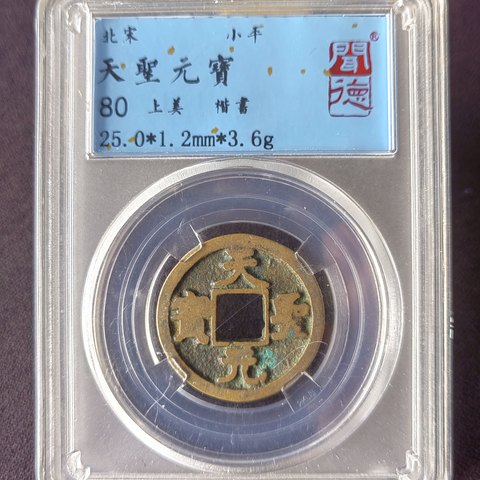 北宋 小平
天聖元寶
80 上美 楷書
25.0*1.2mm*3.6g
聞德
®
天聖元寶